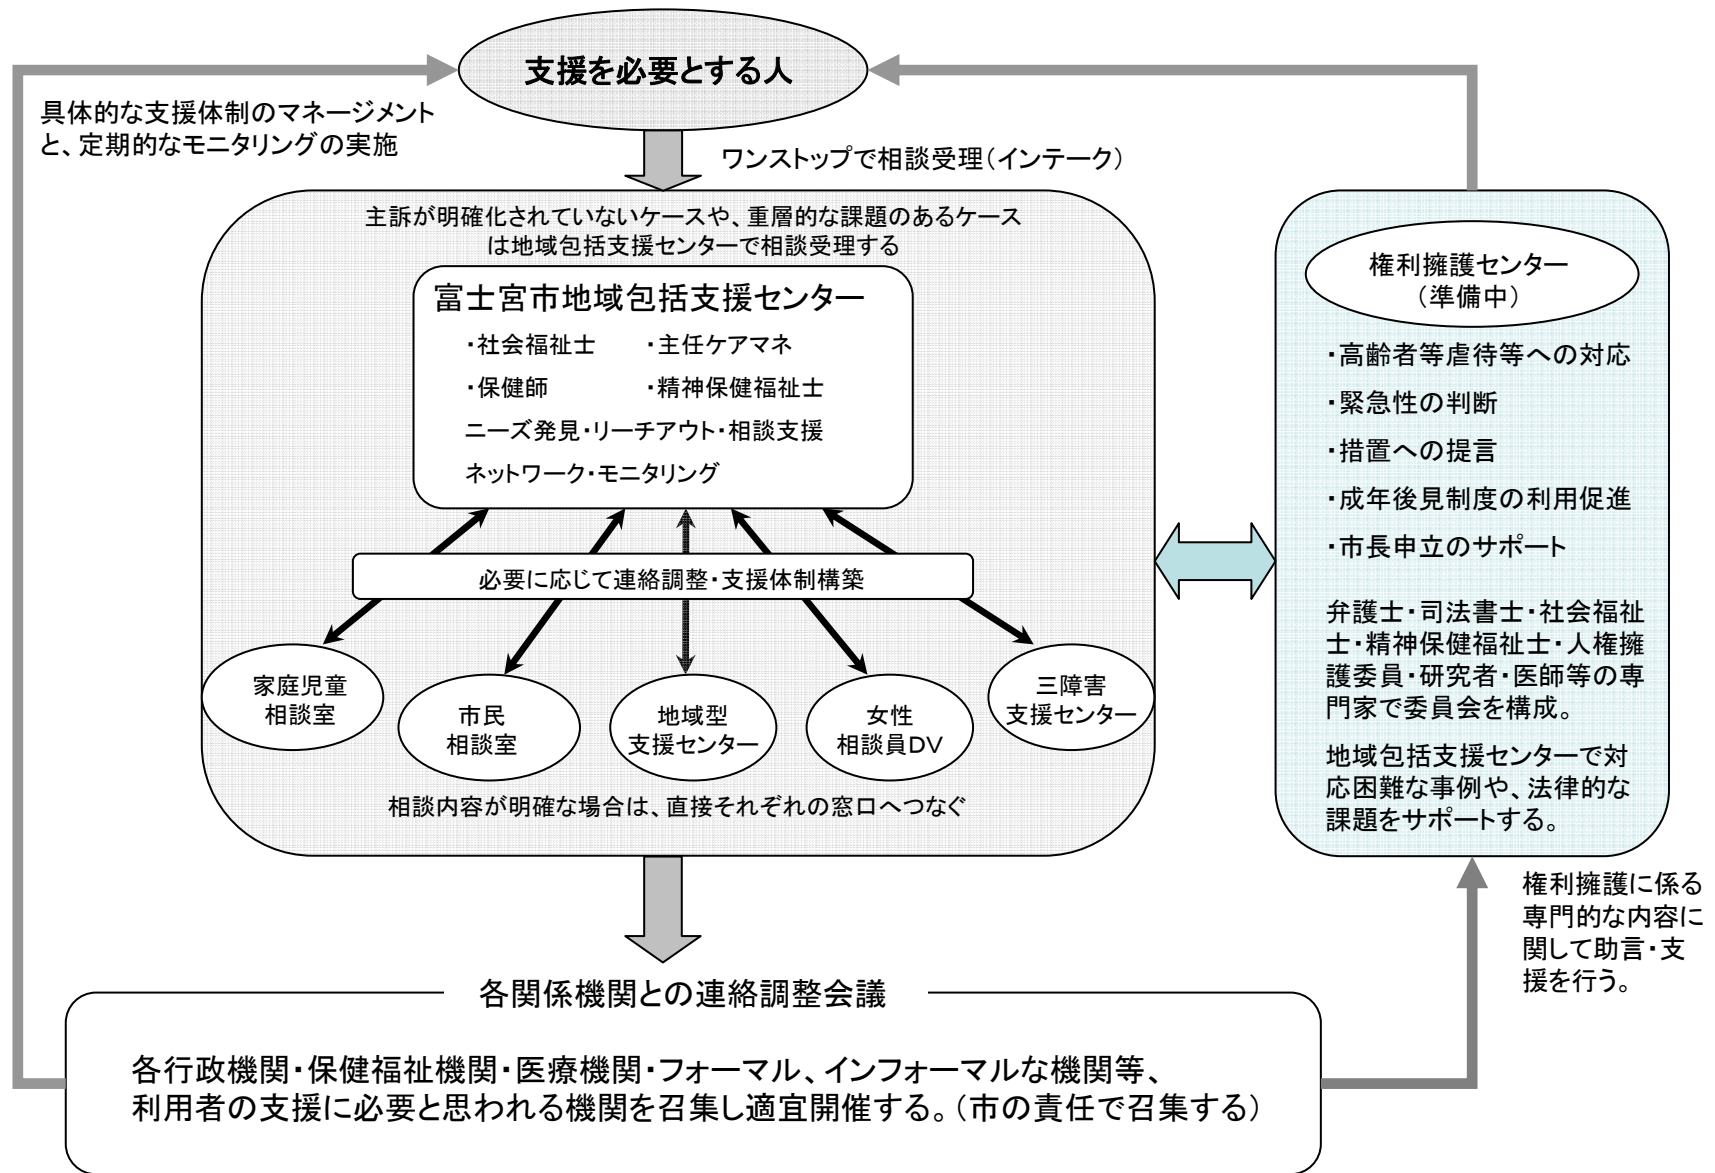 支援を必要とする人
具体的な支援体制のマネージメント
と、定期的なモニタリングの実施
ワンストップで相談受理（インテーク）
主訴が明確化されていないケースや、重層的な課題のあるケース
は地域包括支援センターで相談受理する
富士宮市地域包括支援センター
・社会福祉士 ・主任ケアマネ
・保健師 ・精神保健福祉士
ニーズ発見・リーチアウト・相談支援
ネットワーク・モニタリング
必要に応じて連絡調整・支援体制構築
家庭児童
相談室
市民
相談室
地域型
支援センター
女性
相談員DV
三障害
支援センター
相談内容が明確な場合は、直接それぞれの窓口へつなぐ
権利擁護センター
（準備中）
・高齢者等虐待等への対応
・緊急性の判断
・措置への提言
・成年後見制度の利用促進
・市長申立のサポート
弁護士・司法書士・社会福祉
士・精神保健福祉士・人権擁
護委員・研究者・医師等の専
門家で委員会を構成。
地域包括支援センターで対
応困難な事例や、法律的な
課題をサポートする。
権利擁護に係る
専門的な内容に
関して助言・支
援を行う。
各関係機関との連絡調整会議
各行政機関・保健福祉機関・医療機関・フォーマル、インフォーマルな機関等、
利用者の支援に必要と思われる機関を召集し適宜開催する。（市の責任で召集する）